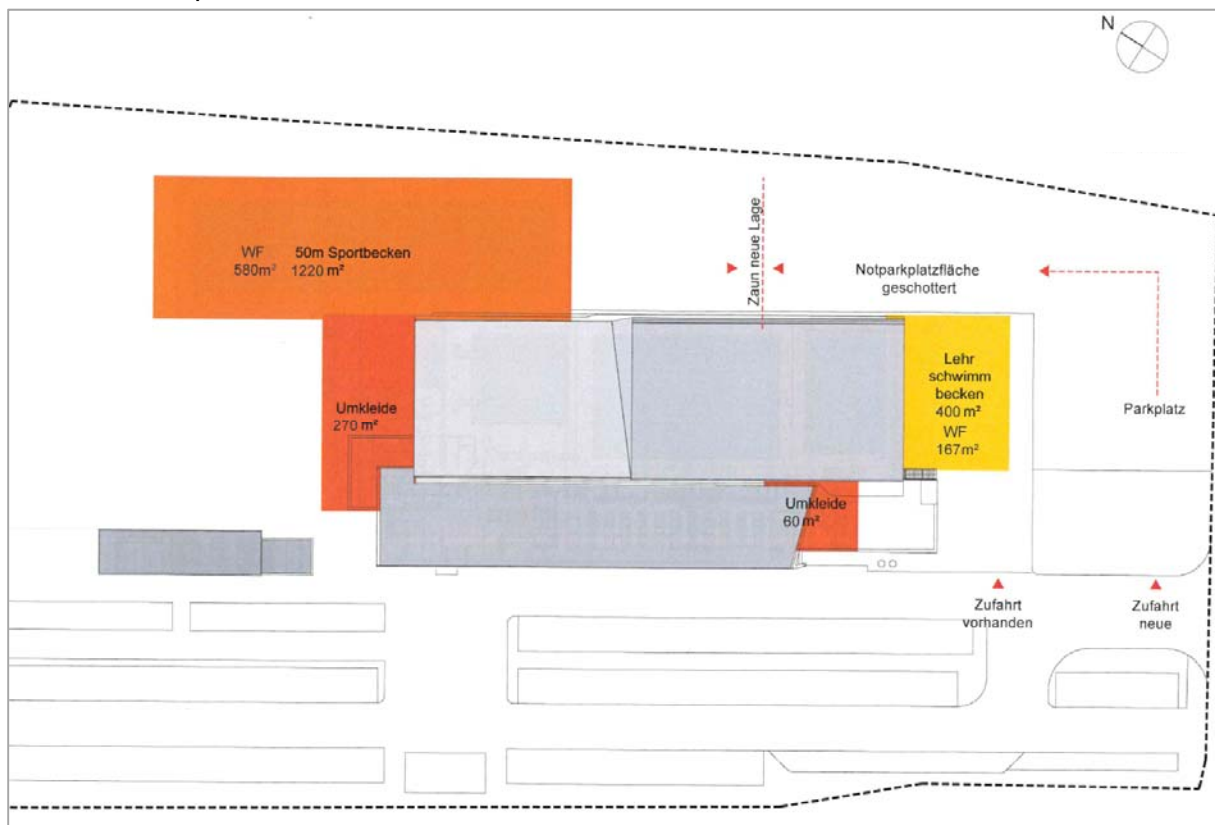 N
WF 50m Sportbecken
580m² 1220 m²
Zaun neue Lage
Notparkplatzfläche
geschottert
Umkleide
270 m²
Lehr
schwimm
becken
400 m²
WF
167m²
Parkplatz
Umkleide
60 m²
Zufahrt
vorhanden
Zufahrt
neue